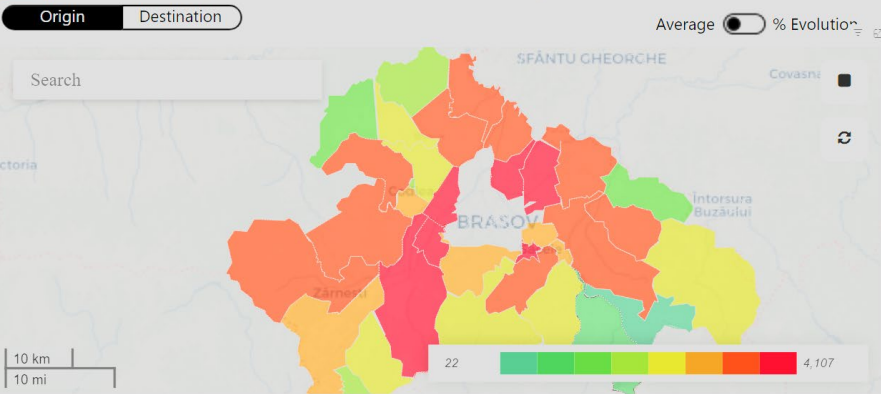 Origin
Destination
Average
% Evolution
Search
SFÂNTU GHEORGHE
Covasna
ctoria
Întorsura
Buzăului
BRASOV
Zărnești
10 km
10 mi
22
4,107